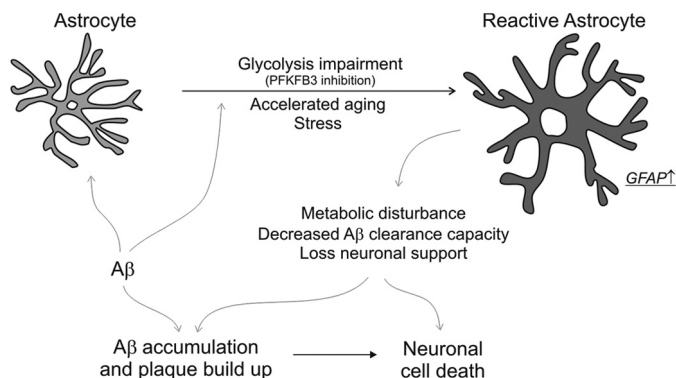 Astrocyte
Reactive Astrocyte
Glycolysis impairment
(PFKFB3 inhibition)
Accelerated aging
Stress
GFAP↑
Metabolic disturbance
Decreased Aβ clearance capacity
Loss neuronal support
Aβ
Aβ accumulation
and plaque build up
Neuronal
cell death